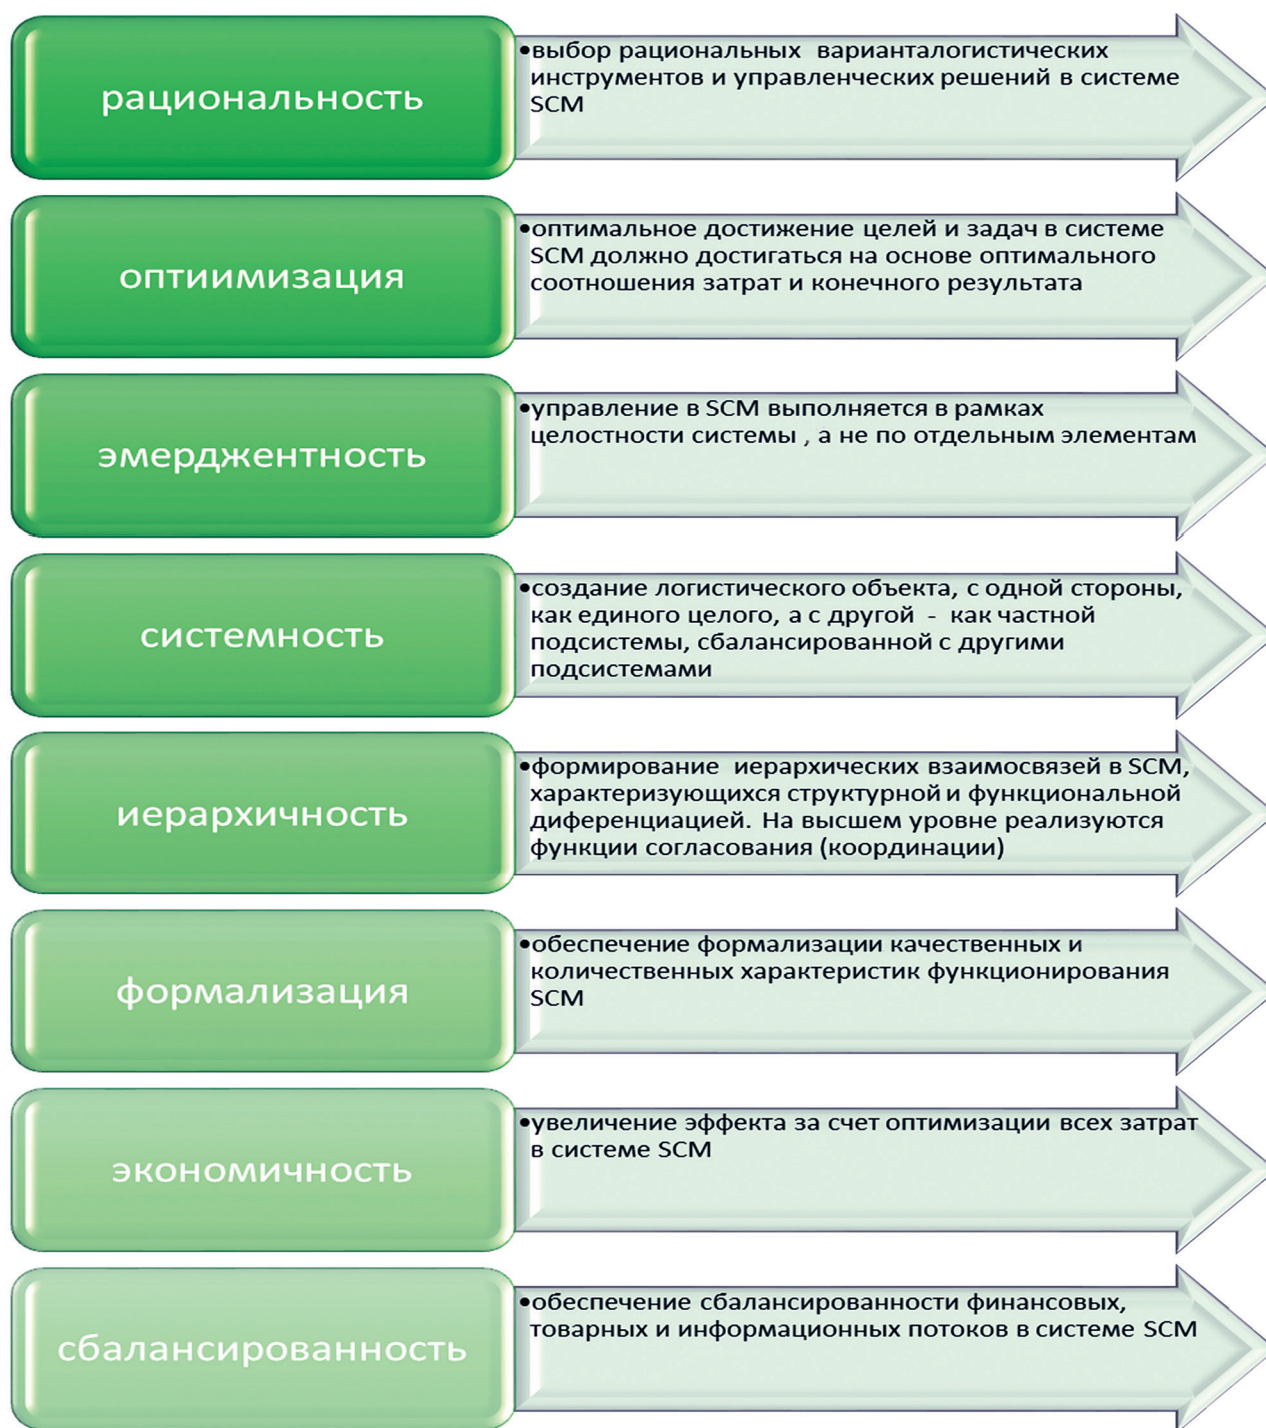 рациональность
•выбор рациональных варианталогистических
инструментов и управленческих решений в системе
SCM
оптиимизация
•оптимальное достижение целей и задач в системе
SCM должно достигаться на основе оптимального
соотношения затрат и конечного результата
эмерджентность
•управление в SCM выполняется в рамках
целостности системы , а не по отдельным элементам
системность
•создание логистического объекта, с одной стороны,
как единого целого, а с другой - как частной
подсистемы, сбалансированной с другими
подсистемами
иерархичность
•формирование иерархических взаимосвязей в SCM,
характеризующихся структурной и функциональной
диференциацией. На высшем уровне реализуются
функции согласования (координации)
формализация
•обеспечение формализации качественных и
количественных характеристик функционирования
SCM
экономичность
•увеличение эффекта за счет оптимизации всех затрат
в системе SCM
сбалансированность
•обеспечение сбалансированности финансовых,
товарных и информационных потоков в системе SCM